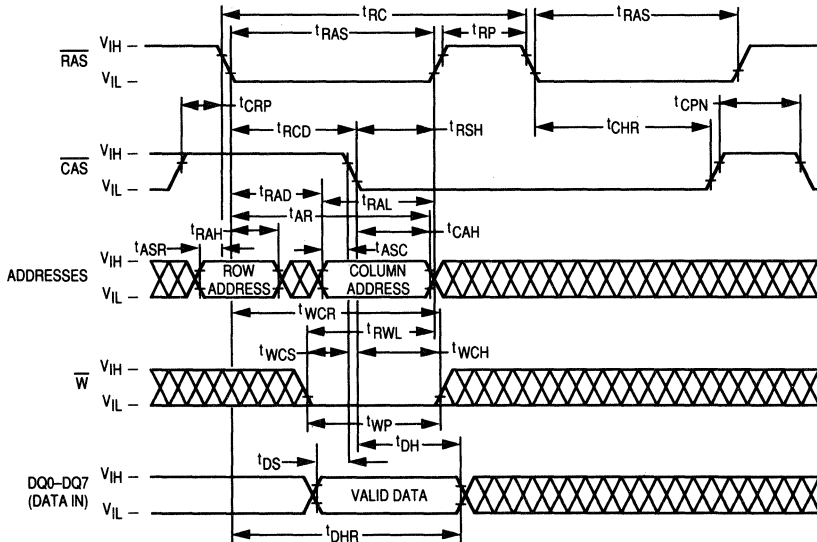 tRC
tRAS tRP tRAS
RAS VIH
VIL
tCRP tCPN
tRCD tRSH tCHR
CAS VIH
VIL
tRAD tRAL
tAR
tRAH tCAH
tASR tASC
ADDRESSES VIH
VIL
ROW ADDRESS
COLUMN ADDRESS
tWCR
tRWL
tWCS tWCH
W VIH
VIL
tWP
tDH
tDS
DQ0–DQ7 (DATA IN) VIH
VIL
VALID DATA
tDHR